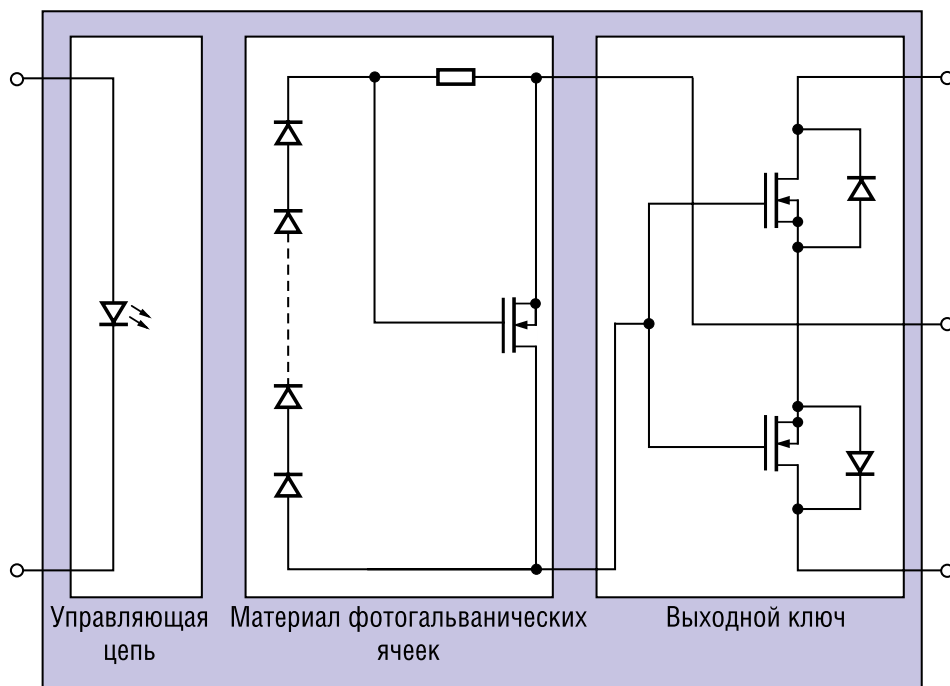 Управляющая
цепь
Материал фотогальванических
ячеек
Выходной ключ